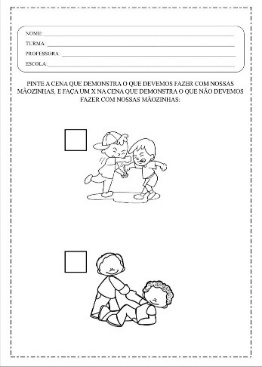 NOME:
TURMA:
PROFESSORA:
ESCOLA:
PINTE A CENA QUE DEMONSTRA O QUE DEVEMOS FAZER COM NOSSAS
MÃOZINHAS, E FAÇA UM X NA CENA QUE DEMONSTRA O QUE NÃO DEVEMOS
FAZER COM NOSSAS MÃOZINHAS: